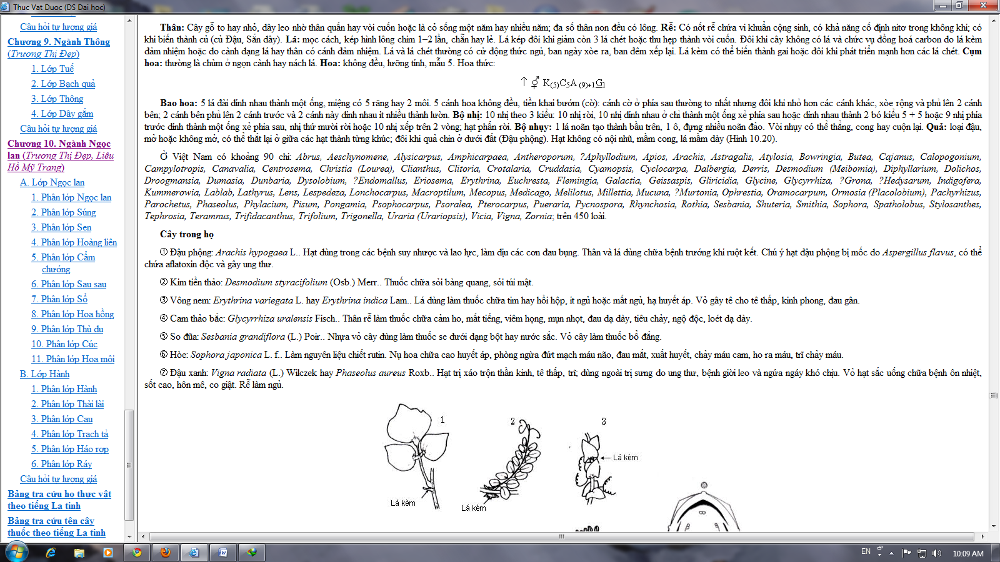 Thuc Vat Duoc (DS Dai hoc)
Câu hỏi tự lượng giá
Chương 9. Ngành Thông
(Trương Thị Đẹp)
1. Lớp Tuế
2. Lớp Bạch quả
3. Lớp Thông
4. Lớp Dây gắm
Câu hỏi tự lượng giá
Chương 10. Ngành Ngọc
lan (Trương Thị Đẹp, Liêu
Hồ Mỹ Trang)
A. Lớp Ngọc lan
1. Phân lớp Ngọc lan
2. Phân lớp Súng
3. Phân lớp Sen
4. Phân lớp Hoàng liên
5. Phân lớp Cẩm
chướng
6. Phân lớp Sau sau
7. Phân lớp Sổ
8. Phân lớp Hoa hồng
9. Phân lớp Thù du
10. Phân lớp Cúc
11. Phân lớp Hoa môi
B. Lớp Hành
1. Phân lớp Hành
2. Phân lớp Thài lài
3. Phân lớp Cau
4. Phân lớp Trạch tả
5. Phân lớp Háo rợp
6. Phân lớp Ráy
Câu hỏi tự lượng giá
Bảng tra cứu họ thực vật
theo tiếng La tinh
Bảng tra cứu tên cây
thuốc theo tiếng La tinh
Thân: Cây gỗ to hay nhỏ, dây leo nhờ thân quấn hay vòi cuốn hoặc là cỏ sống một năm hay nhiều năm; đa số thân non đều có lông. Rễ: Có nốt rễ chứa vi khuẩn cộng sinh, có khả năng cố định nitơ trong không khí; có
khi biến thành củ (củ Đậu, Sắn dây). Lá: mọc cách, kép hình lông chim 1–2 lần, chẵn hay lẻ. Lá kép đôi khi giảm còn 3 lá chét hoặc thu hẹp thành vòi cuốn. Đôi khi cây không có lá và chức vụ đồng hoá carbon do lá kèm
đảm nhiệm hoặc do cành dạng lá hay thân có cánh đảm nhiệm. Lá và lá chét thường có cử động thức ngủ, ban ngày xòe ra, ban đêm xếp lại. Lá kèm có thể biến thành gai hoặc đôi khi phát triển mạnh hơn các lá chét. Cụm
hoa: thường là chùm ở ngọn cành hay nách lá. Hoa: không đều, lưỡng tính, mẫu 5. Hoa thức:
↑ ⚥ K(5)C5A (9)+1G1
Bao hoa: 5 lá đài dính nhau thành một ống, miệng có 5 răng hay 2 môi. 5 cánh hoa không đều, tiền khai bướm (cờ): cánh cờ ở phía sau thường to nhất nhưng đôi khi nhỏ hơn các cánh khác, xòe rộng và phủ lên 2 cánh
bên; 2 cánh bên phủ lên 2 cánh trước và 2 cánh này dính nhau ít nhiều thành lườn. Bộ nhị: 10 nhị theo 3 kiểu: 10 nhị rời, 10 nhị dính nhau ở chỉ thành một ống xẻ phía sau hoặc dính nhau thành 2 bó kiểu 5 + 5 hoặc 9 nhị phía
trước dính thành một ống xẻ phía sau, nhị thứ mười rời hoặc 10 nhị xếp trên 2 vòng; hạt phấn rời. Bộ nhụy: 1 lá noãn tạo thành bầu trên, 1 ô, đựng nhiều noãn đảo. Vòi nhụy có thể thẳng, cong hay cuộn lại. Quả: loại đậu,
mở hoặc không mở, có thể thắt lại ở giữa các hạt thành từng khúc; đôi khi quả chín ở dưới đất (Đậu phộng). Hạt không có nội nhũ, mầm cong, lá mầm dày (Hình 10.20).
Ở Việt Nam có khoảng 90 chi: Abrus, Aeschynomene, Alysicarpus, Amphicarpaea, Antheroporum, ?Aphyllodium, Apios, Arachis, Astragalis, Atylosia, Bowringia, Butea, Cajanus, Calopogonium,
Campylotropis, Canavalia, Centrosema, Christia (Lourea), Clianthus, Clitoria, Crotalaria, Cruddasia, Cyamopsis, Cyclocarpa, Dalbergia, Derris, Desmodium (Meibomia), Diphyllarium, Dolichos,
Droogmansia, Dumasia, Dunbaria, Dysolobium, ?Endomallus, Eriosema, Erythrina, Euchresta, Flemingia, Galactia, Geissaspis, Gliricidia, Glycine, Glycyrrhiza, ?Grona, ?Hedysarum, Indigofera,
Kummerowia, Lablab, Lathyrus, Lens, Lespedeza, Lonchocarpus, Macroptilum, Mecopus, Medicago, Melilotus, Millettia, Mucuna, ?Murtonia, Ophrestia, Oramocarpum, Ormosia (Placolobium), Pachyrhizus,
Parochetus, Phaseolus, Phylacium, Pisum, Pongamia, Psophocarpus, Psoralea, Pterocarpus, Pueraria, Pycnospora, Rhynchosia, Rothia, Sesbania, Shuteria, Smithia, Sophora, Spatholobus, Stylosanthes,
Tephrosia, Teramnus, Trifidacanthus, Trifolium, Trigonella, Uraria (Urariopsis), Vicia, Vigna, Zornia; trên 450 loài.
Cây trong họ
① Đậu phộng: Arachis hypogaea L.. Hạt dùng trong các bệnh suy nhược và lao lực, làm dịu các cơn đau bụng. Thân và lá dùng chữa bệnh trướng khí ruột kết. Chú ý hạt đậu phộng bị mốc do Aspergillus flavus, có thể
chứa aflatoxin độc và gây ung thư.
② Kim tiền thảo: Desmodium styracifolium (Osb.) Merr.. Thuốc chữa sỏi bàng quang, sỏi túi mật.
③ Vông nem: Erythrina variegata L. hay Erythrina indica Lam.. Lá dùng làm thuốc chữa tim hay hồi hộp, ít ngủ hoặc mất ngủ, hạ huyết áp. Vỏ gây tê cho tê thấp, kinh phong, đau gân.
④ Cam thảo bắc: Glycyrrhiza uralensis Fisch.. Thân rễ làm thuốc chữa cảm ho, mất tiếng, viêm họng, mụn nhọt, đau dạ dày, tiêu chảy, ngộ độc, loét dạ dày.
⑤ So đũa: Sesbania grandiflora (L.) Poir.. Nhựa vỏ cây dùng làm thuốc se dưới dạng bột hay nước sắc. Vỏ cây làm thuốc bổ đắng.
⑥ Hòe: Sophora japonica L. f.. Làm nguyên liệu chiết rutin. Nụ hoa chữa cao huyết áp, phòng ngừa đứt mạch máu não, đau mắt, xuất huyết, chảy máu cam, ho ra máu, trĩ chảy máu.
⑦ Đậu xanh: Vigna radiata (L.) Wilczek hay Phaseolus aureus Roxb.. Hạt trị xáo trộn thần kinh, tê thấp, trĩ; dùng ngoài trị sưng do ung thư, bệnh giời leo và ngứa ngáy khó chịu. Vỏ hạt sắc uống chữa bệnh ôn nhiệt,
sốt cao, hôn mê, co giật. Rễ làm ngủ.
1
2
3
Lá kèm
Lá kèm
Lá kèm
EN
10:09 AM